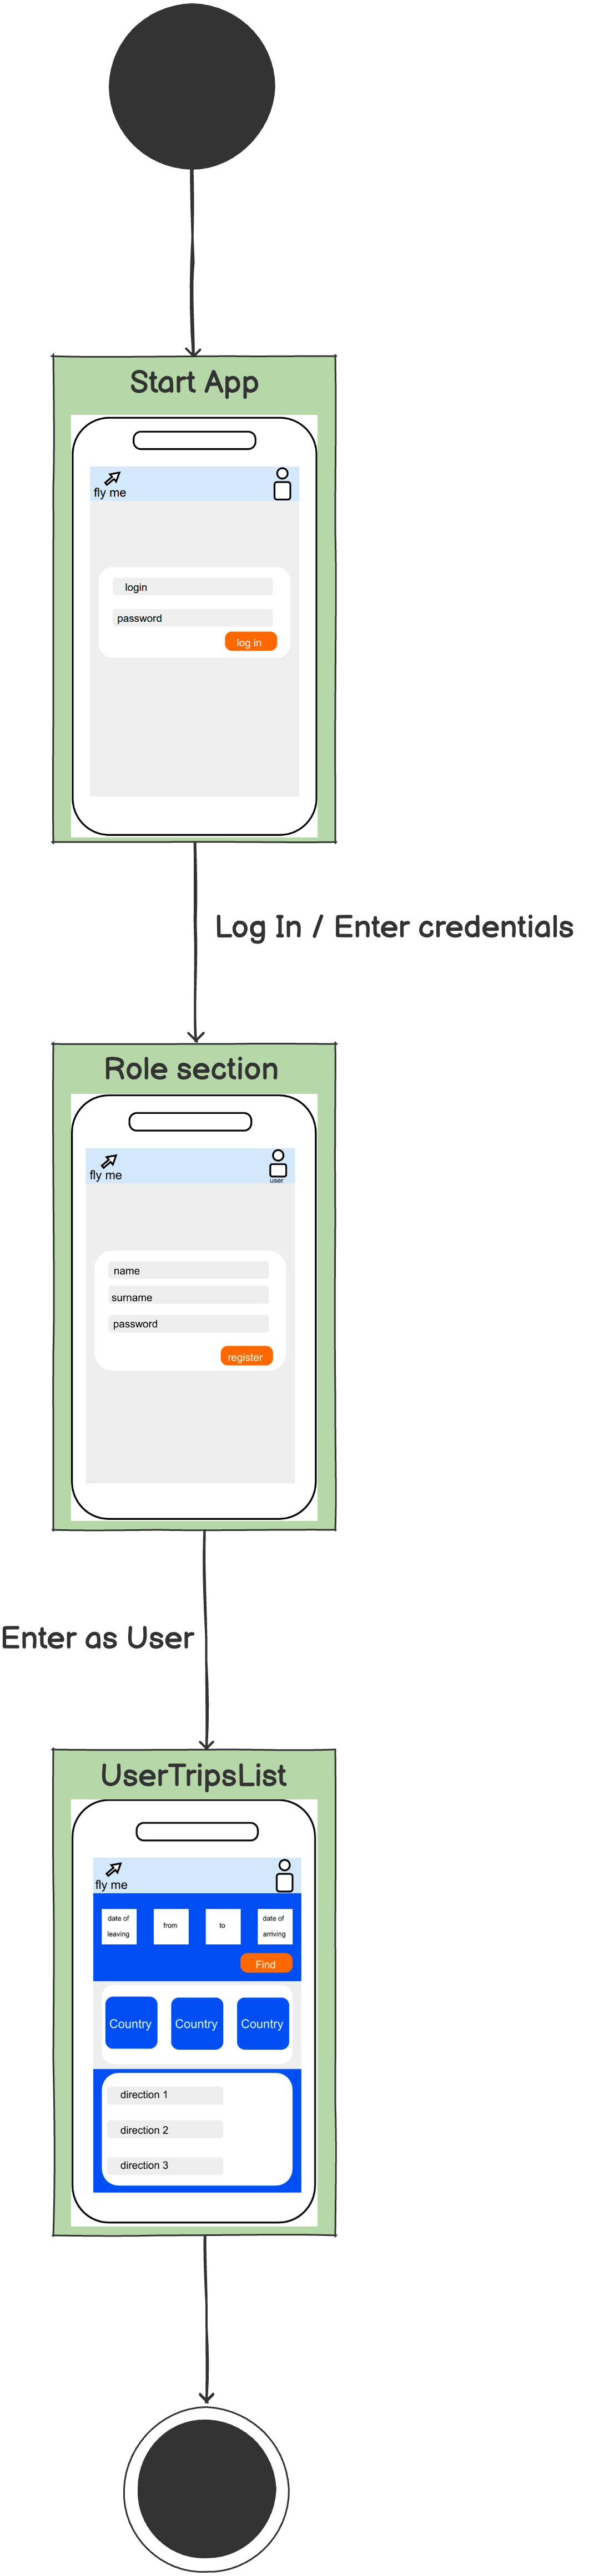 Start App
fly me
login
password
log in
Log In / Enter credentials
Role section
fly me
user
name
surname
password
register
Enter as User
UserTripsList
fly me
date of
leaving
from
to
date of
arriving
Find
Country
Country
Country
direction 1
direction 2
direction 3